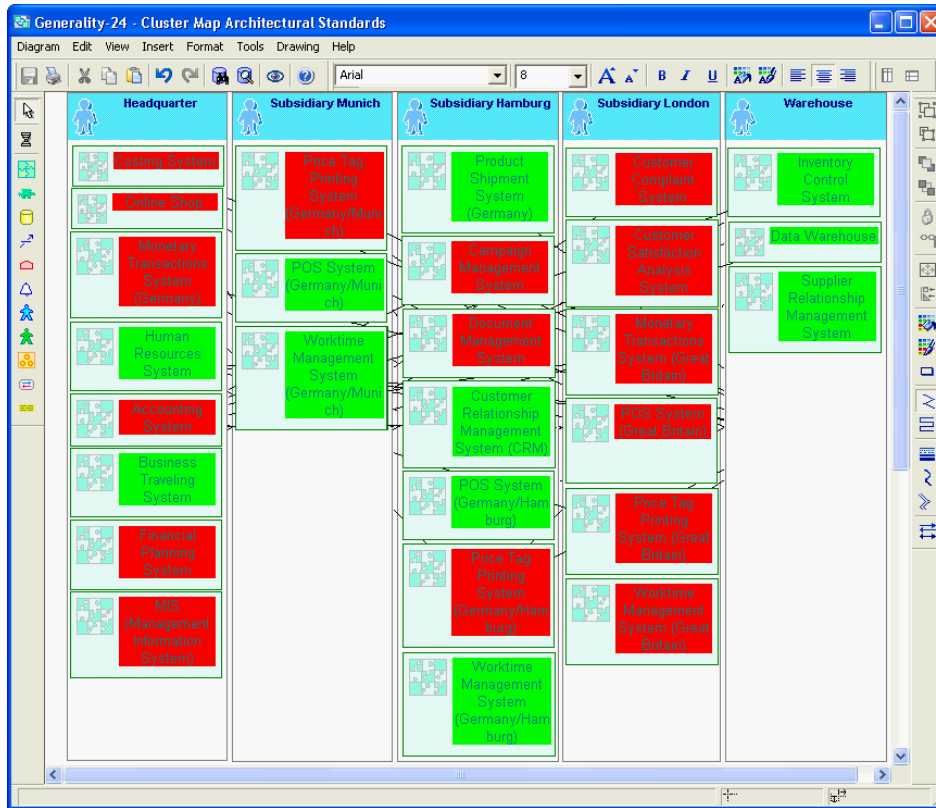 Generality-24 - Cluster Map Architectural Standards
Diagram Edit View Insert Format Tools Drawing Help
Arial 8 A A B I U
Headquarter
Costing System
Online Shop
Monetary
Transactions
System
(Germany)
Human
Resources
System
Accounting
System
Business
Traveling
System
Financial
Planning
System
MIS
(Management
Information
System)
Subsidiary Munich
Price Tag
Printing
System
(Germany/Muni
ch)
POS System
(Germany/Muni
ch)
Worktime
Management
System
(Germany/Muni
ch)
Subsidiary Hamburg
Product
Shipment
System
(Germany)
Campaign
Management
System
Document
Management
System
Customer
Relationship
Management
System (CRM)
POS System
(Germany/Ham
burg)
Price Tag
Printing
System
(Germany/Ham
burg)
Worktime
Management
System
(Germany/Ham
burg)
Subsidiary London
Customer
Complaint
System
Customer
Satisfaction
Analysis
System
Monetary
Transactions
System (Great
Britain)
POS System
(Great Britain)
Price Tag
Printing
System (Great
Britain)
Worktime
Management
System (Great
Britain)
Warehouse
Inventory
Control
System
Data Warehouse
Supplier
Relationship
Management
System